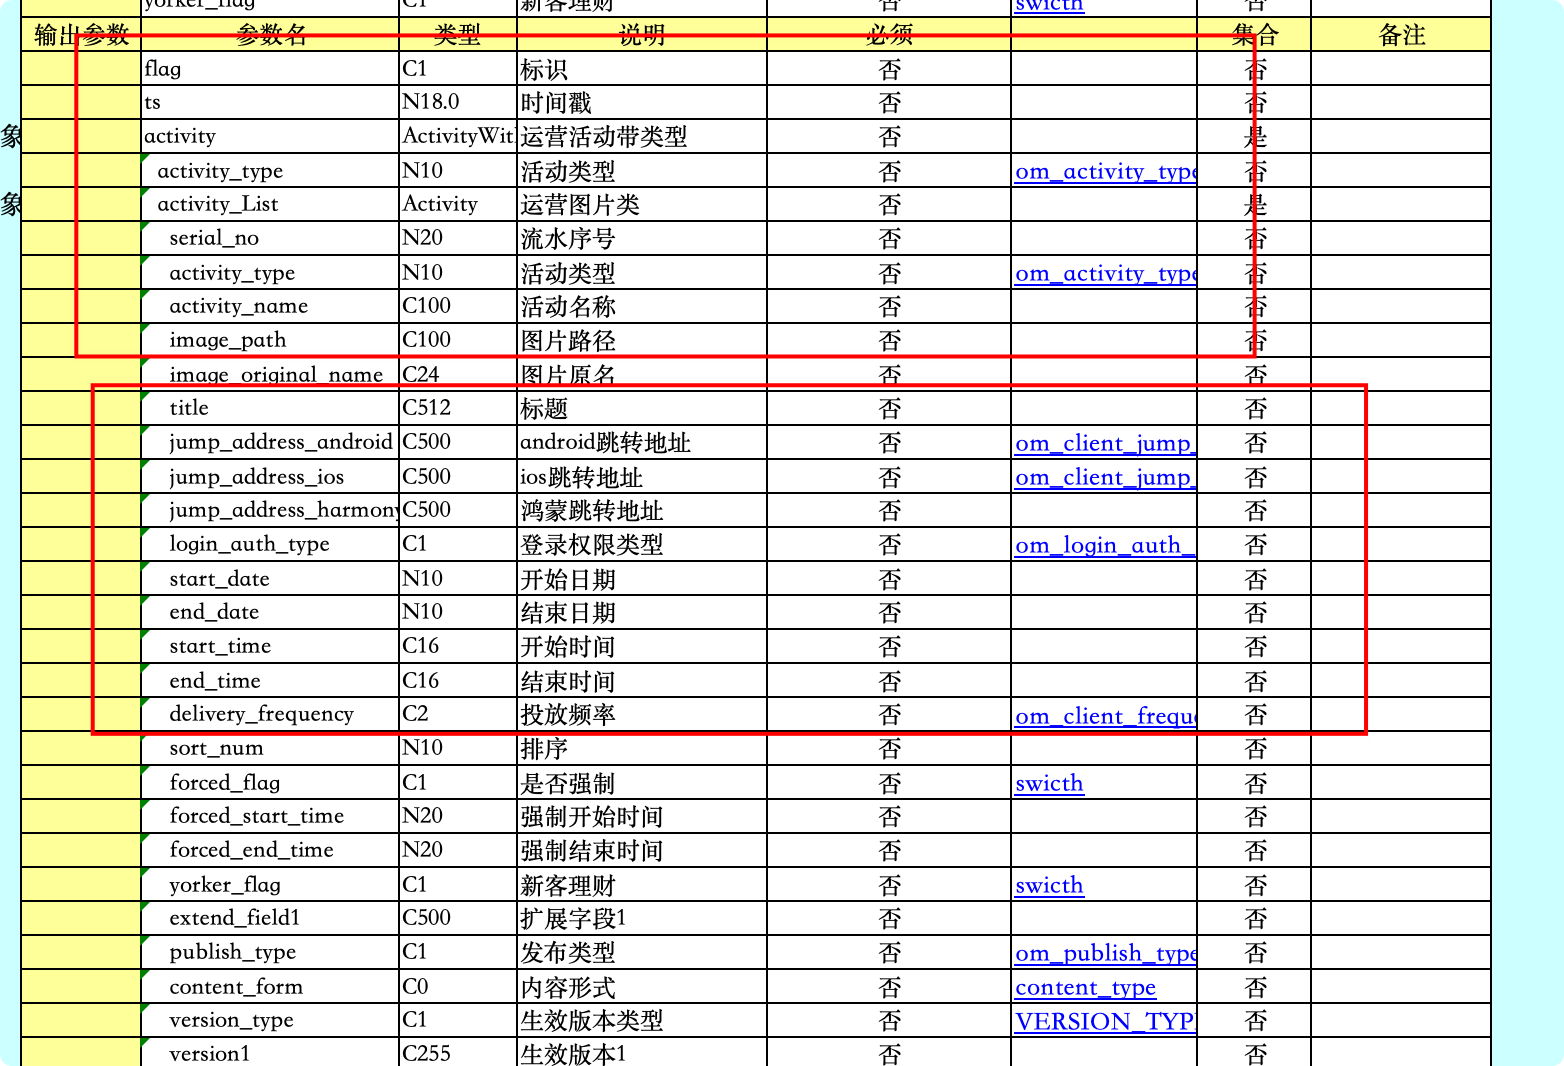 yorker_flag C1 新客理财 否 swicth 否
输出参数 参数名 类型 说明 必须 集合 备注
flag C1 标识 否 否
ts N18.0 时间戳 否 否
象 activity ActivityWit 运营活动带类型 否 是
activity_type N10 活动类型 否 om_activity_type 否
象 activity_List Activity 运营图片类 否 是
serial_no N20 流水序号 否 否
activity_type N10 活动类型 否 om_activity_type 否
activity_name C100 活动名称 否 否
image_path C100 图片路径 否 否
image_original_name C24 图片原名 否 否
title C512 标题 否 否
jump_address_android C500 android跳转地址 否 om_client_jump_ 否
jump_address_ios C500 ios跳转地址 否 om_client_jump_ 否
jump_address_harmony C500 鸿蒙跳转地址 否 否
login_auth_type C1 登录权限类型 否 om_login_auth_ 否
start_date N10 开始日期 否 否
end_date N10 结束日期 否 否
start_time C16 开始时间 否 否
end_time C16 结束时间 否 否
delivery_frequency C2 投放频率 否 om_client_freque 否
sort_num N10 排序 否 否
forced_flag C1 是否强制 否 swicth 否
forced_start_time N20 强制开始时间 否 否
forced_end_time N20 强制结束时间 否 否
yorker_flag C1 新客理财 否 swicth 否
extend_field1 C500 扩展字段1 否 否
publish_type C1 发布类型 否 om_publish_type 否
content_form C0 内容形式 否 content_type 否
version_type C1 生效版本类型 否 VERSION_TYP 否
version1 C255 生效版本1 否 否